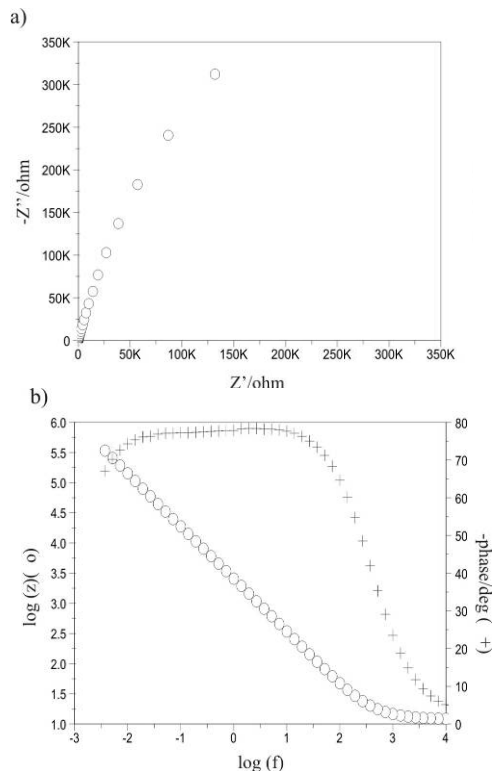 a)
350K
300K
250K
200K
150K
100K
50K
0
-Z''/ohm
0
50K
100K
150K
200K
250K
300K
350K
Z'/ohm
b)
6.0
5.5
5.0
4.5
4.0
3.5
3.0
2.5
2.0
1.5
1.0
log (z)( o)
80
70
60
50
40
30
20
10
0
-phase/deg ( +)
-3
-2
-1
0
1
2
3
4
log (f)